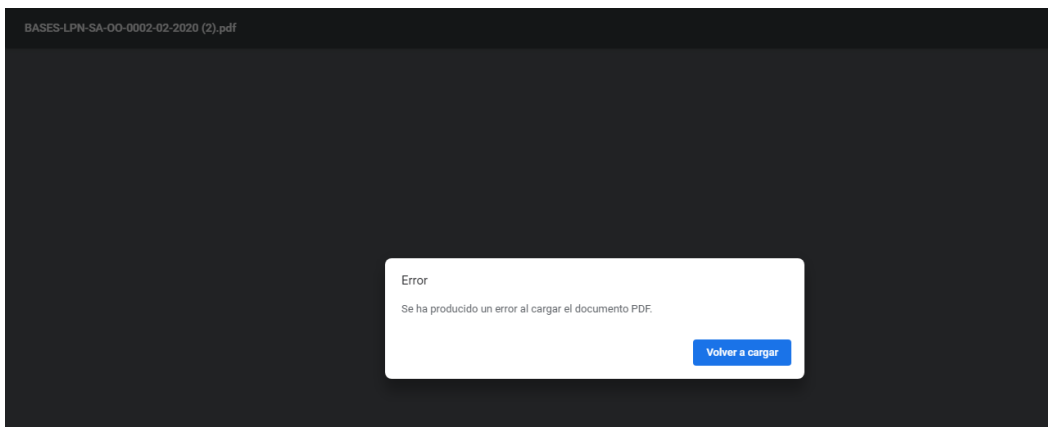 BASES-LPN-SA-OO-0002-02-2020 (2).pdf
Error
Se ha producido un error al cargar el documento PDF.
Volver a cargar